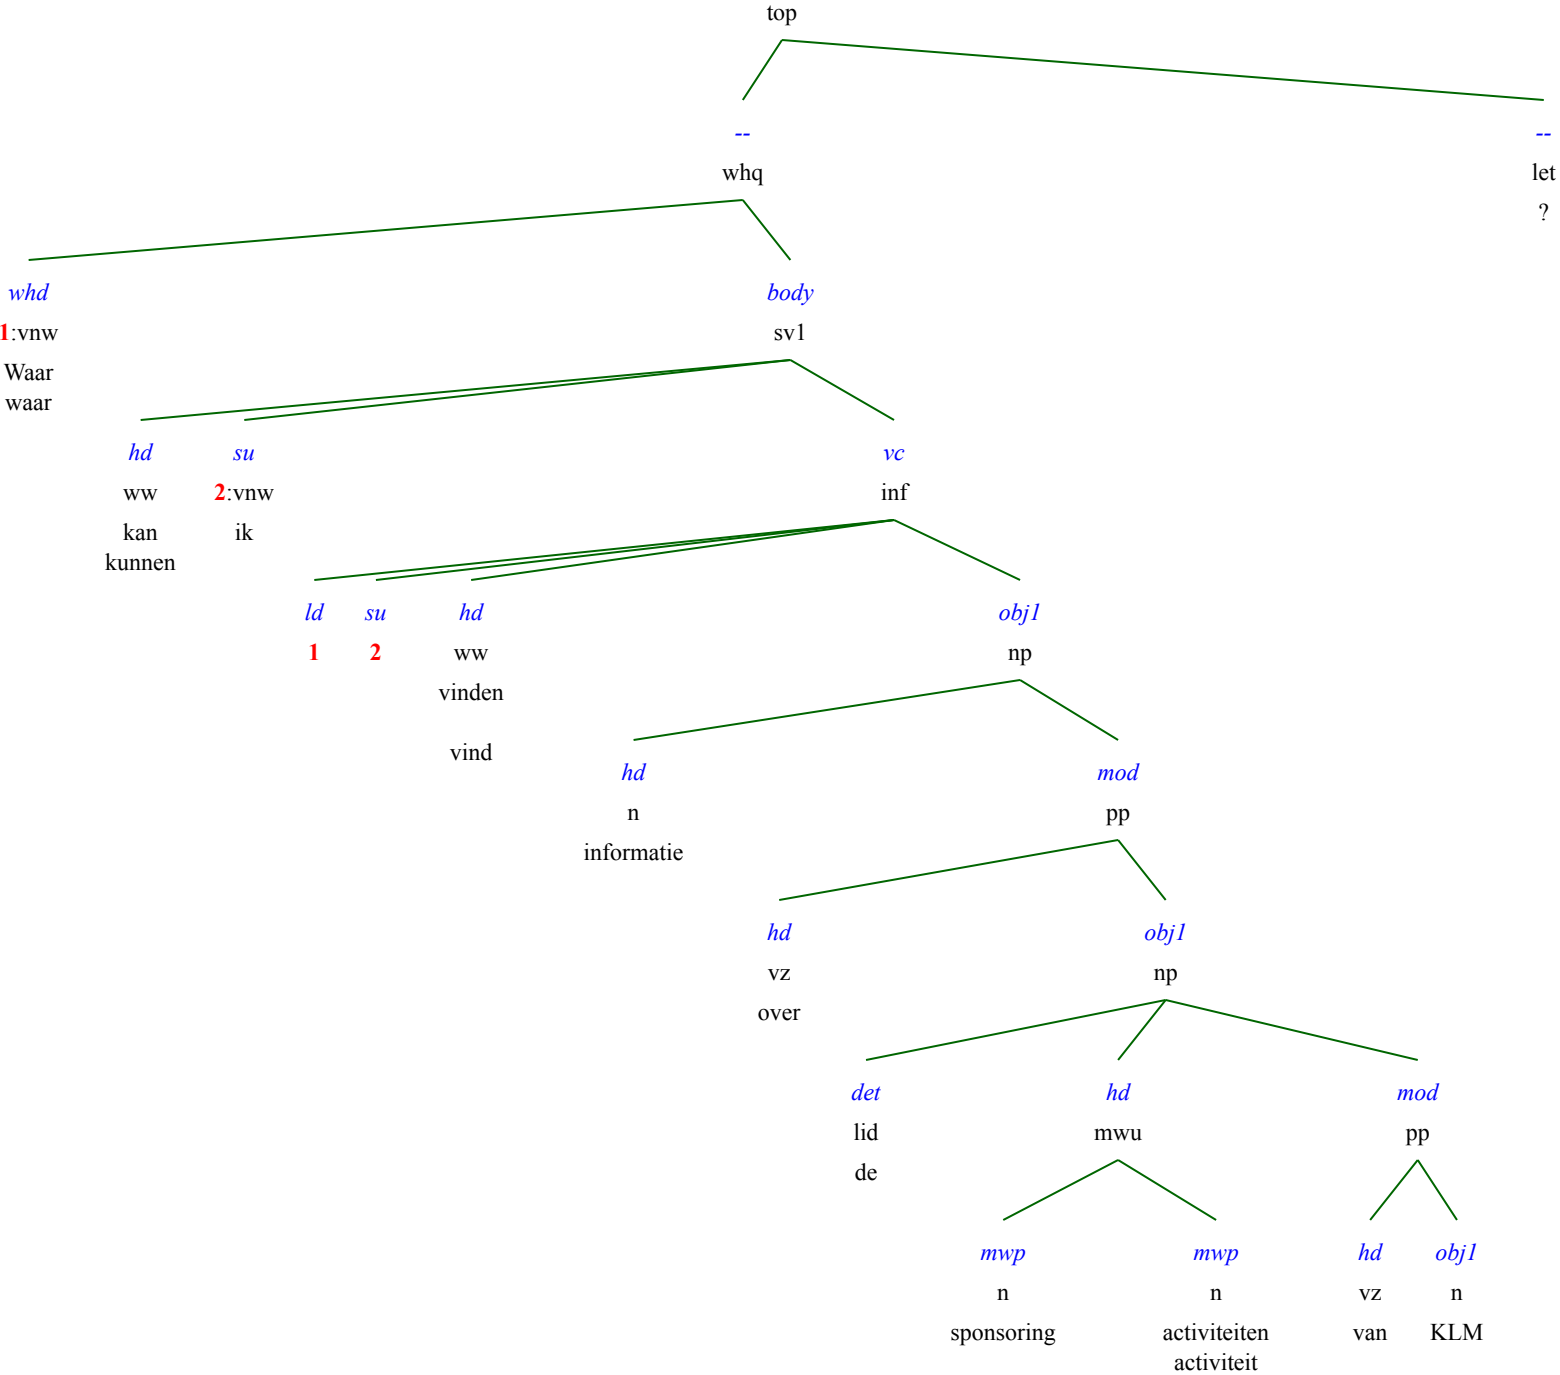 top
-- --
whq let
?
whd body
1:vnw sv1
Waar
waar
hd su vc
ww 2:vnw inf
kan ik
kunnen
ld su hd obj1
1 2 ww np
vinden
vind
hd mod
n pp
informatie
hd obj1
vz np
over
det hd mod
lid mwu pp
de
mwp mwp hd obj1
n n vz n
sponsoring activiteiten van KLM
activiteit